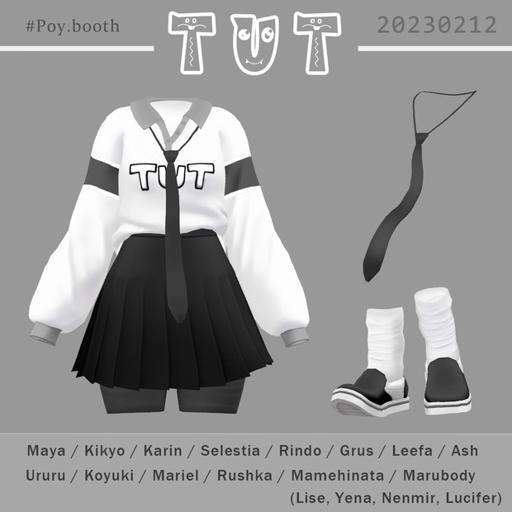 #Poy.booth
TUT
20230212
TUT
Maya / Kikyo / Karin / Selestia / Rindo / Grus / Leefa / Ash
Ururu / Koyuki / Mariel / Rushka / Mamehinata / Marubody
(Lise, Yena, Nenmir, Lucifer)